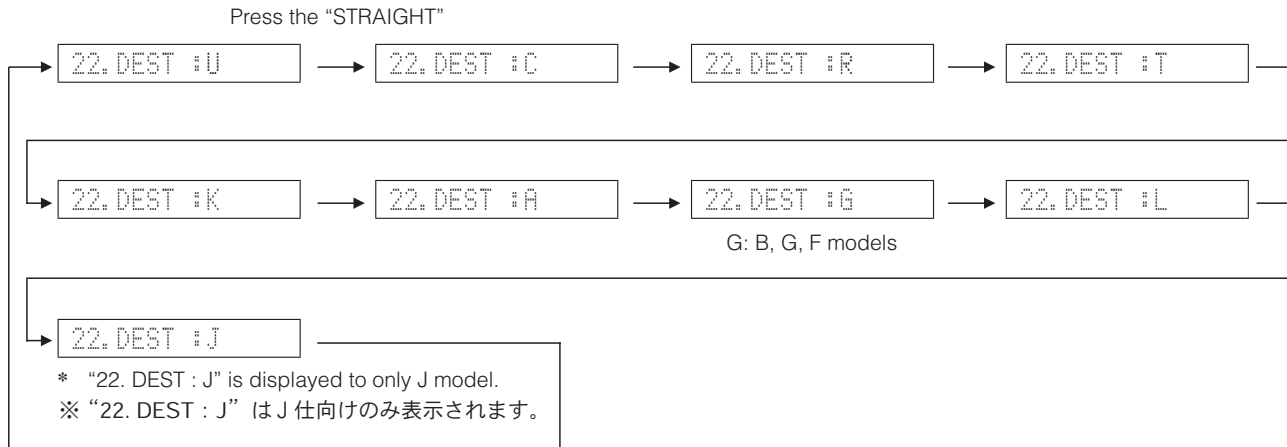 Press the “STRAIGHT”
22. DEST :U
22. DEST :C
22. DEST :R
22. DEST :T
22. DEST :K
22. DEST :A
22. DEST :G
22. DEST :L
G: B, G, F models
22. DEST :J
* “22. DEST : J” is displayed to only J model.
※ “22. DEST : J” は J 仕向けのみ表示されます。